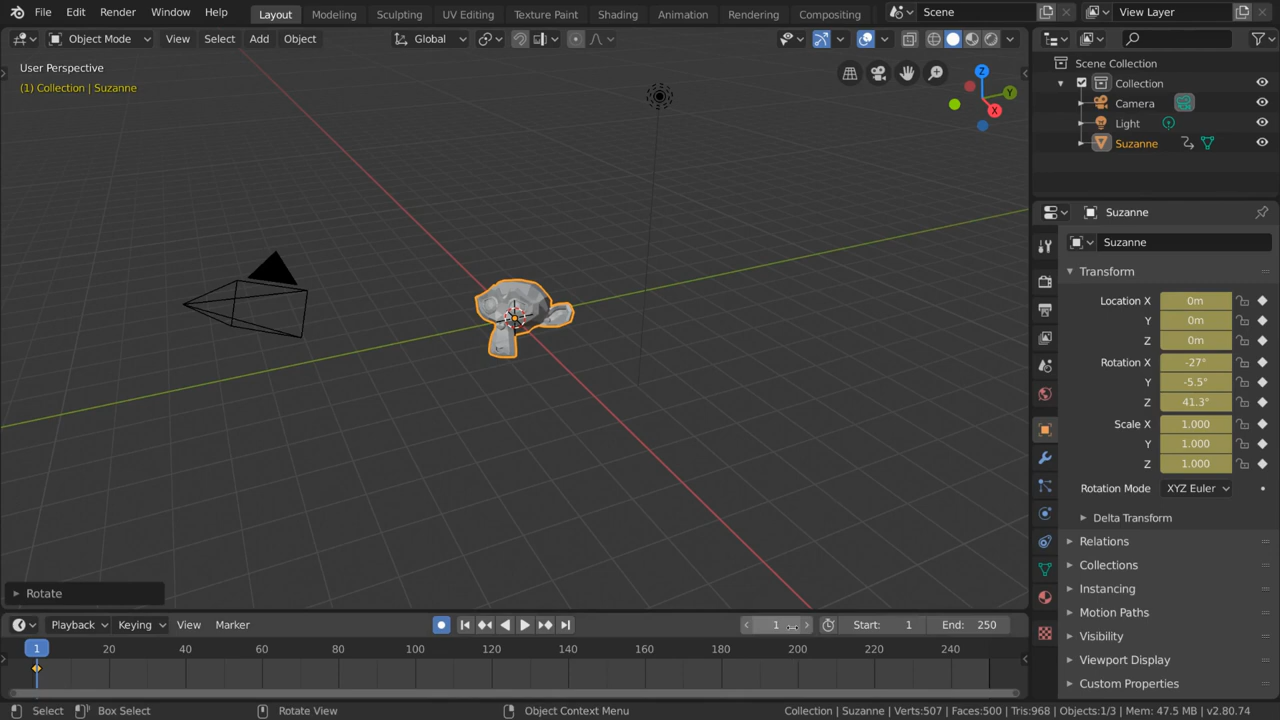 File Edit Render Window Help Layout Modeling Sculpting UV Editing Texture Paint Shading Animation Rendering Compositing Scene View Layer
Object Mode View Select Add Object Global
User Perspective
(1) Collection | Suzanne
Z
Y
X
Scene Collection
Collection
Camera
Light
Suzanne
Suzanne
Suzanne
Transform
Location X 0m
Y 0m
Z 0m
Rotation X -27°
Y -5.5°
Z 41.3°
Scale X 1.000
Y 1.000
Z 1.000
Rotation Mode XYZ Euler
Delta Transform
Relations
Collections
Instancing
Motion Paths
Visibility
Viewport Display
Custom Properties
Rotate
Playback Keying View Marker 1 Start: 1 End: 250
1 20 40 60 80 100 120 140 160 180 200 220 240
Select Box Select Rotate View Object Context Menu Collection | Suzanne | Verts:507 | Faces:500 | Tris:968 | Objects:1/3 | Mem: 47.5 MB | v2.80.74